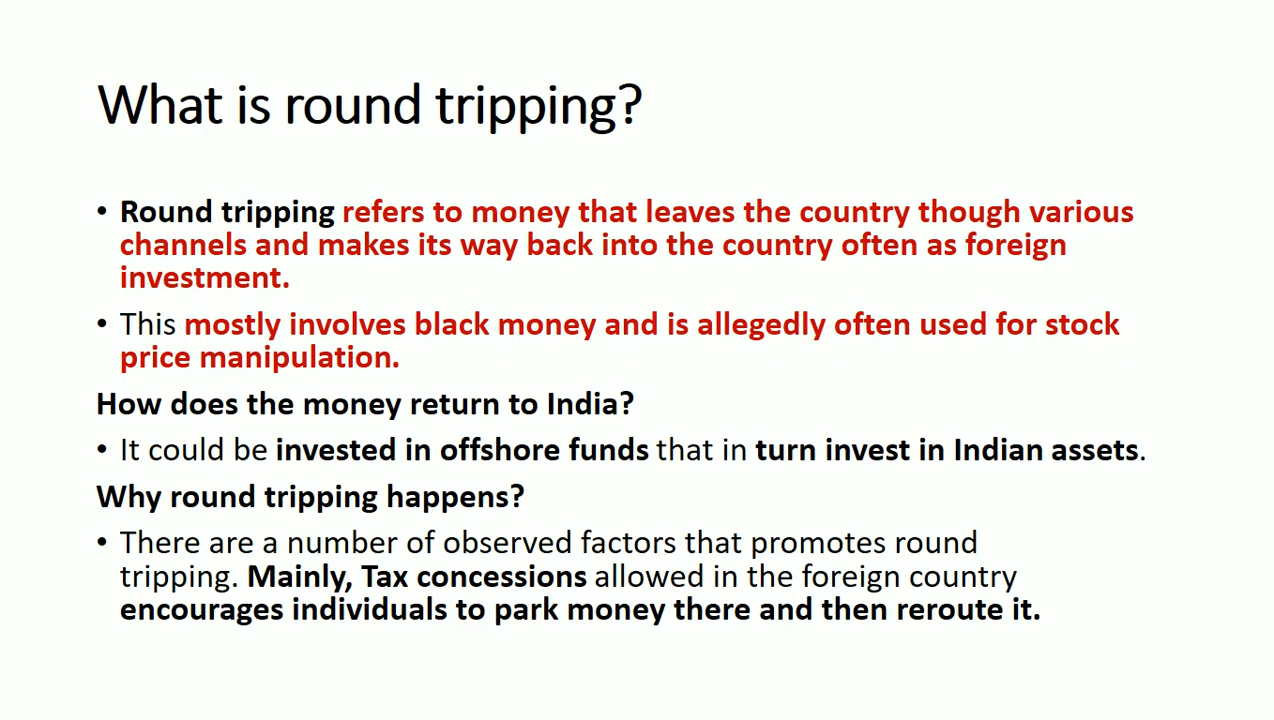 What is round tripping?
• Round tripping refers to money that leaves the country though various
channels and makes its way back into the country often as foreign
investment.
• This mostly involves black money and is allegedly often used for stock
price manipulation.
How does the money return to India?
• It could be invested in offshore funds that in turn invest in Indian assets.
Why round tripping happens?
• There are a number of observed factors that promotes round
tripping. Mainly, Tax concessions allowed in the foreign country
encourages individuals to park money there and then reroute it.